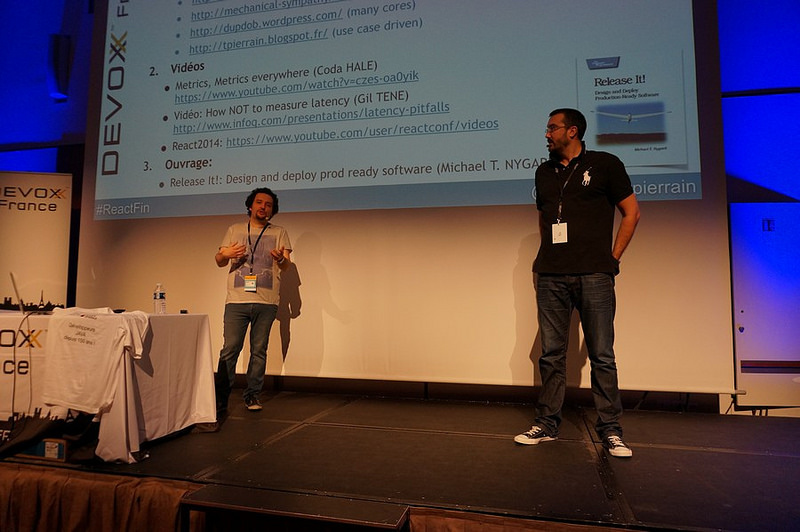 http://mechanical-sympath
http://dupdob.wordpress.com/ (many cores)
http://tpierrain.blogspot.fr/ (use case driven)
2. Vidéos
Metrics, Metrics everywhere (Coda HALE)
https://www.youtube.com/watch?v=czes-oa0yik
Vidéo: How NOT to measure latency (Gil TENE)
http://www.infoq.com/presentations/latency-pitfalls
React2014: https://www.youtube.com/user/reactconf/videos
3. Ouvrage:
Release It!: Design and deploy prod ready software (Michael T. NYGAR
#ReactFin
pierrain
DEVOXX
Release It!
Design and Deploy
Production-Ready Software
Michael T. Nygard
DEVOXX
France